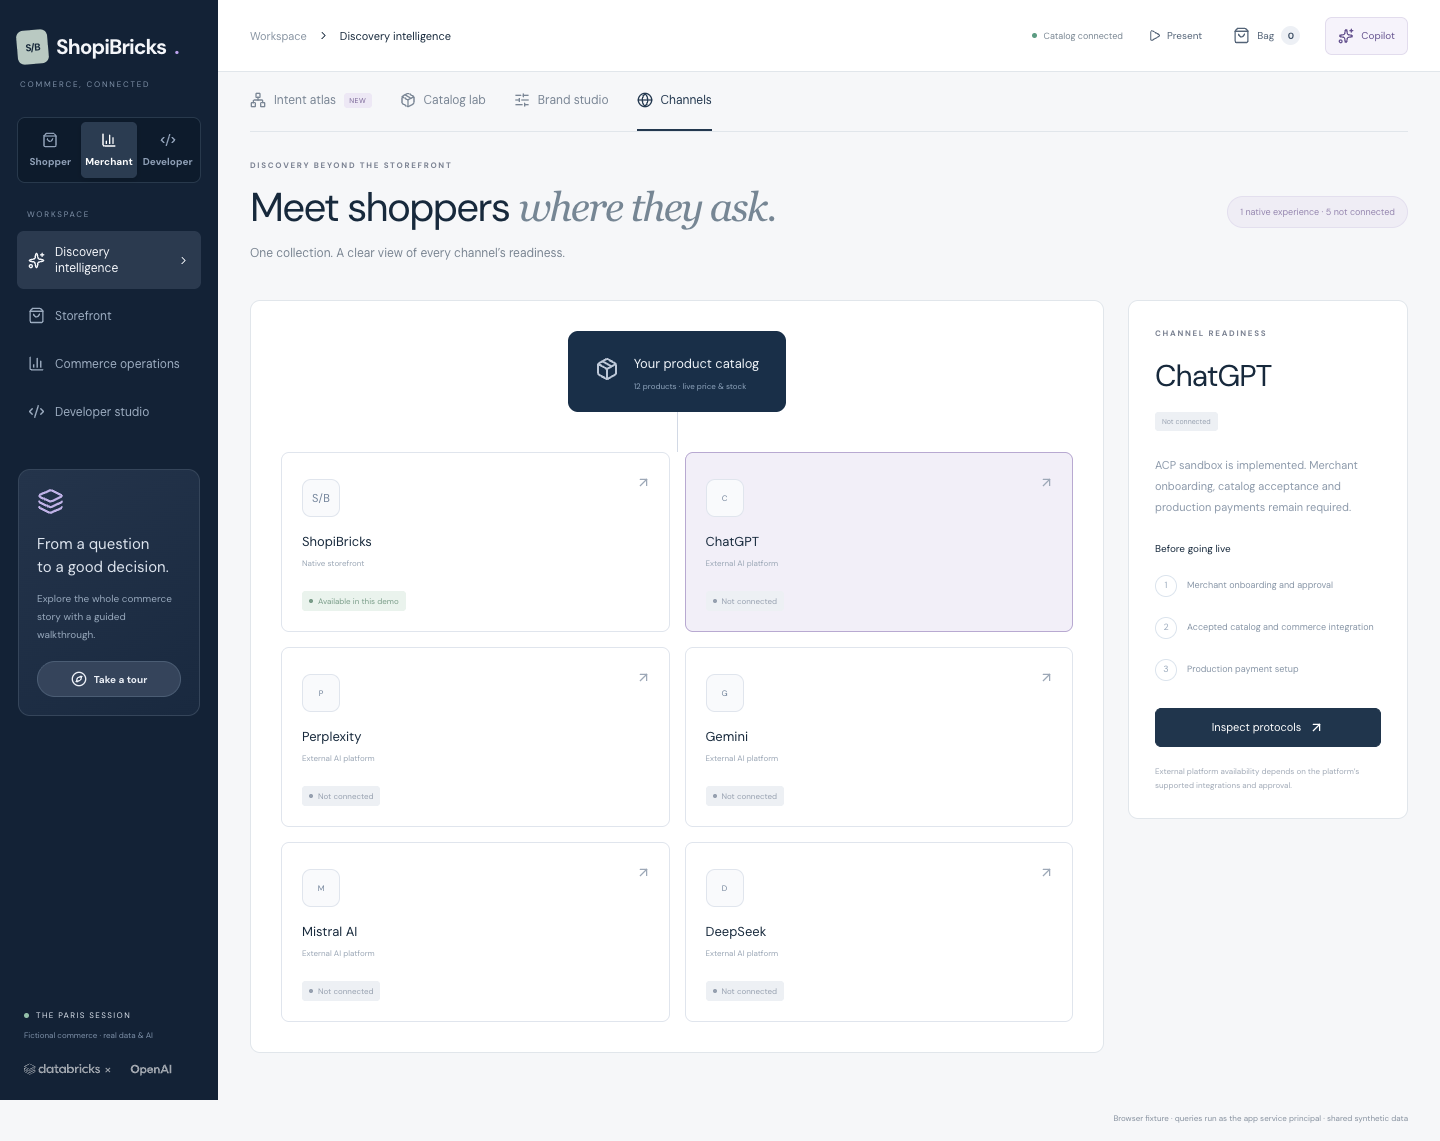 S/B ShopiBricks .
COMMERCE, CONNECTED
Shopper Merchant Developer
WORKSPACE
Discovery
intelligence
Storefront
Commerce operations
Developer studio
From a question
to a good decision.
Explore the whole commerce
story with a guided
walkthrough.
Take a tour
THE PARIS SESSION
Fictional commerce · real data & AI
databricks × OpenAI
Workspace > Discovery intelligence
Catalog connected
Present
Bag 0
Copilot
Intent atlas NEW
Catalog lab
Brand studio
Channels
DISCOVERY BEYOND THE STOREFRONT
Meet shoppers where they ask.
One collection. A clear view of every channel’s readiness.
1 native experience · 5 not connected
Your product catalog
12 products · live price & stock
S/B
ShopiBricks
Native storefront
Available in this demo
C
ChatGPT
External AI platform
Not connected
P
Perplexity
External AI platform
Not connected
G
Gemini
External AI platform
Not connected
M
Mistral AI
External AI platform
Not connected
D
DeepSeek
External AI platform
Not connected
CHANNEL READINESS
ChatGPT
Not connected
ACP sandbox is implemented. Merchant
onboarding, catalog acceptance and
production payments remain required.
Before going live
1 Merchant onboarding and approval
2 Accepted catalog and commerce integration
3 Production payment setup
Inspect protocols
External platform availability depends on the platform’s
supported integrations and approval.
Browser fixture · queries run as the app service principal · shared synthetic data